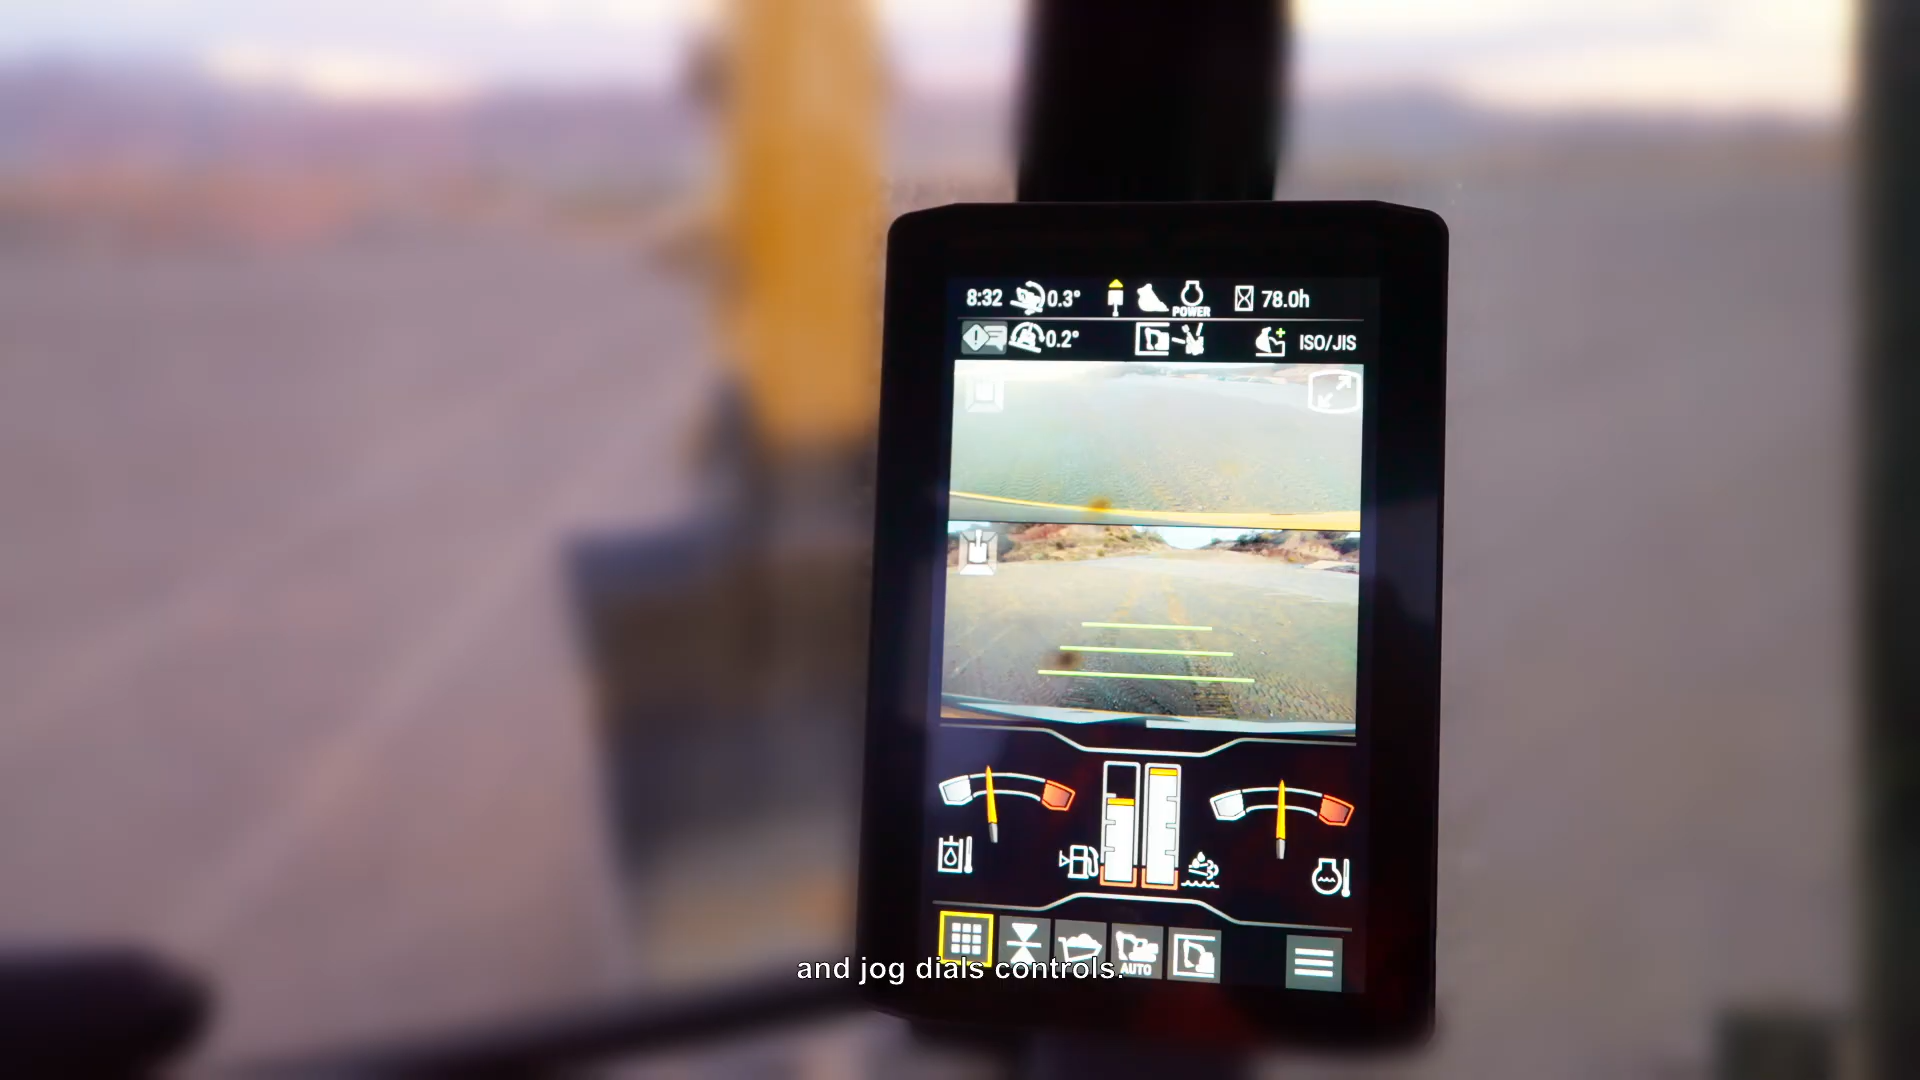 8:32 0.3° POWER 78.0h
0.2° ISO/JIS
AUTO
and jog dials controls.